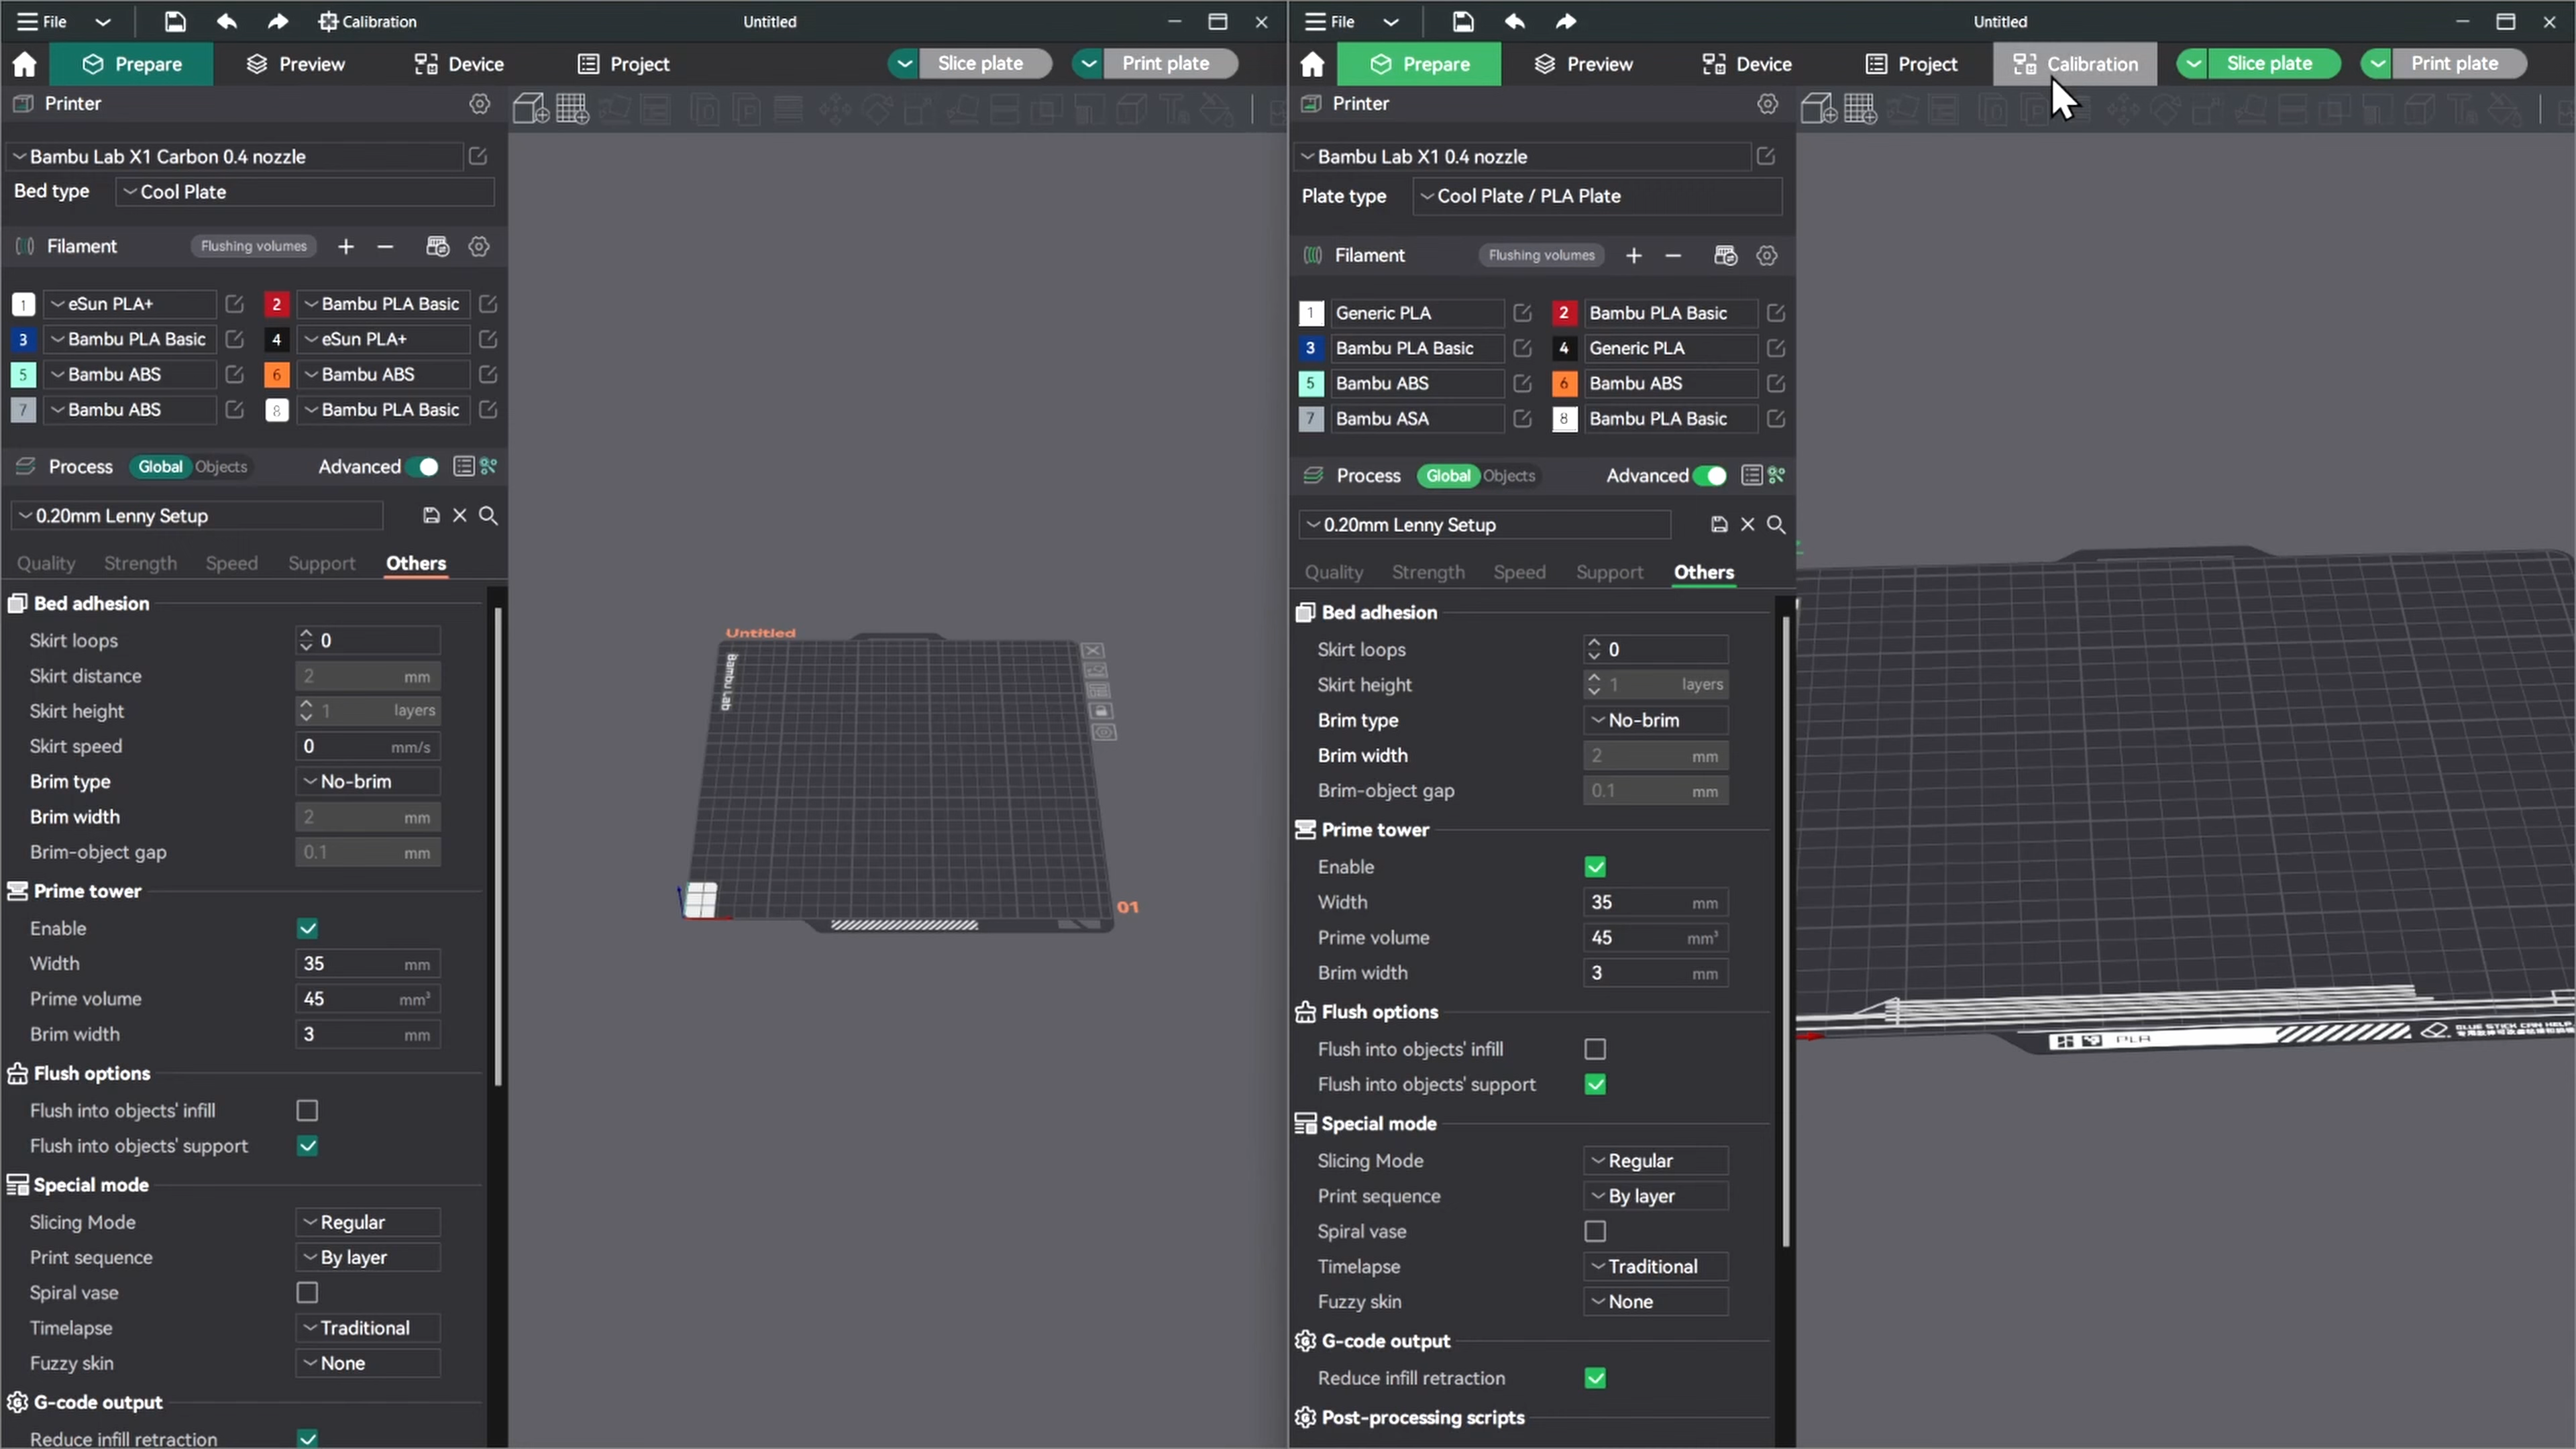 File Calibration Untitled
Prepare Preview Device Project Slice plate Print plate
Printer
Bambu Lab X1 Carbon 0.4 nozzle
Bed type Cool Plate
Filament Flushing volumes
1 eSun PLA+ 2 Bambu PLA Basic
3 Bambu PLA Basic 4 eSun PLA+
5 Bambu ABS 6 Bambu ABS
7 Bambu ABS 8 Bambu PLA Basic
Process Global Objects Advanced
0.20mm Lenny Setup
Quality Strength Speed Support Others
Bed adhesion
Skirt loops 0
Skirt distance 2 mm
Skirt height 1 layers
Skirt speed 0 mm/s
Brim type No-brim
Brim width 2 mm
Brim-object gap 0.1 mm
Prime tower
Enable
Width 35 mm
Prime volume 45 mm³
Brim width 3 mm
Flush options
Flush into objects' infill
Flush into objects' support
Special mode
Slicing Mode Regular
Print sequence By layer
Spiral vase
Timelapse Traditional
Fuzzy skin None
G-code output
Reduce infill retraction
Untitled
Bambu Lab
01
File Untitled
Prepare Preview Device Project Calibration Slice plate Print plate
Printer
Bambu Lab X1 0.4 nozzle
Plate type Cool Plate / PLA Plate
Filament Flushing volumes
1 Generic PLA 2 Bambu PLA Basic
3 Bambu PLA Basic 4 Generic PLA
5 Bambu ABS 6 Bambu ABS
7 Bambu ASA 8 Bambu PLA Basic
Process Global Objects Advanced
0.20mm Lenny Setup
Quality Strength Speed Support Others
Bed adhesion
Skirt loops 0
Skirt height 1 layers
Brim type No-brim
Brim width 2 mm
Brim-object gap 0.1 mm
Prime tower
Enable
Width 35 mm
Prime volume 45 mm³
Brim width 3 mm
Flush options
Flush into objects' infill
Flush into objects' support
Special mode
Slicing Mode Regular
Print sequence By layer
Spiral vase
Timelapse Traditional
Fuzzy skin None
G-code output
Reduce infill retraction
Post-processing scripts
PLA
GLUE STICK CAN HELP